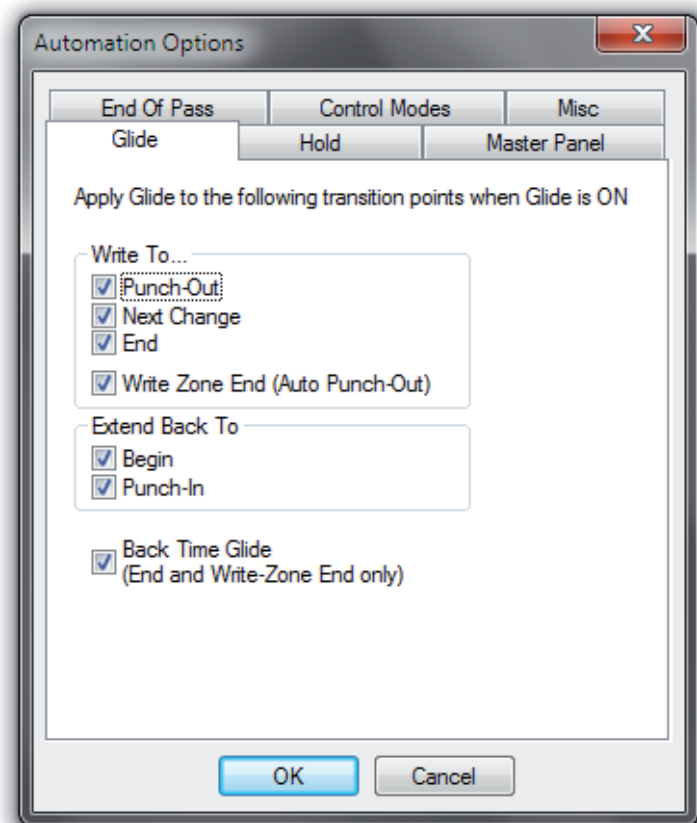 Automation Options
End Of Pass
Control Modes
Misc
Glide
Hold
Master Panel
Apply Glide to the following transition points when Glide is ON
Write To...
Punch-Out
Next Change
End
Write Zone End (Auto Punch-Out)
Extend Back To
Begin
Punch-In
Back Time Glide
(End and Write-Zone End only)
OK
Cancel